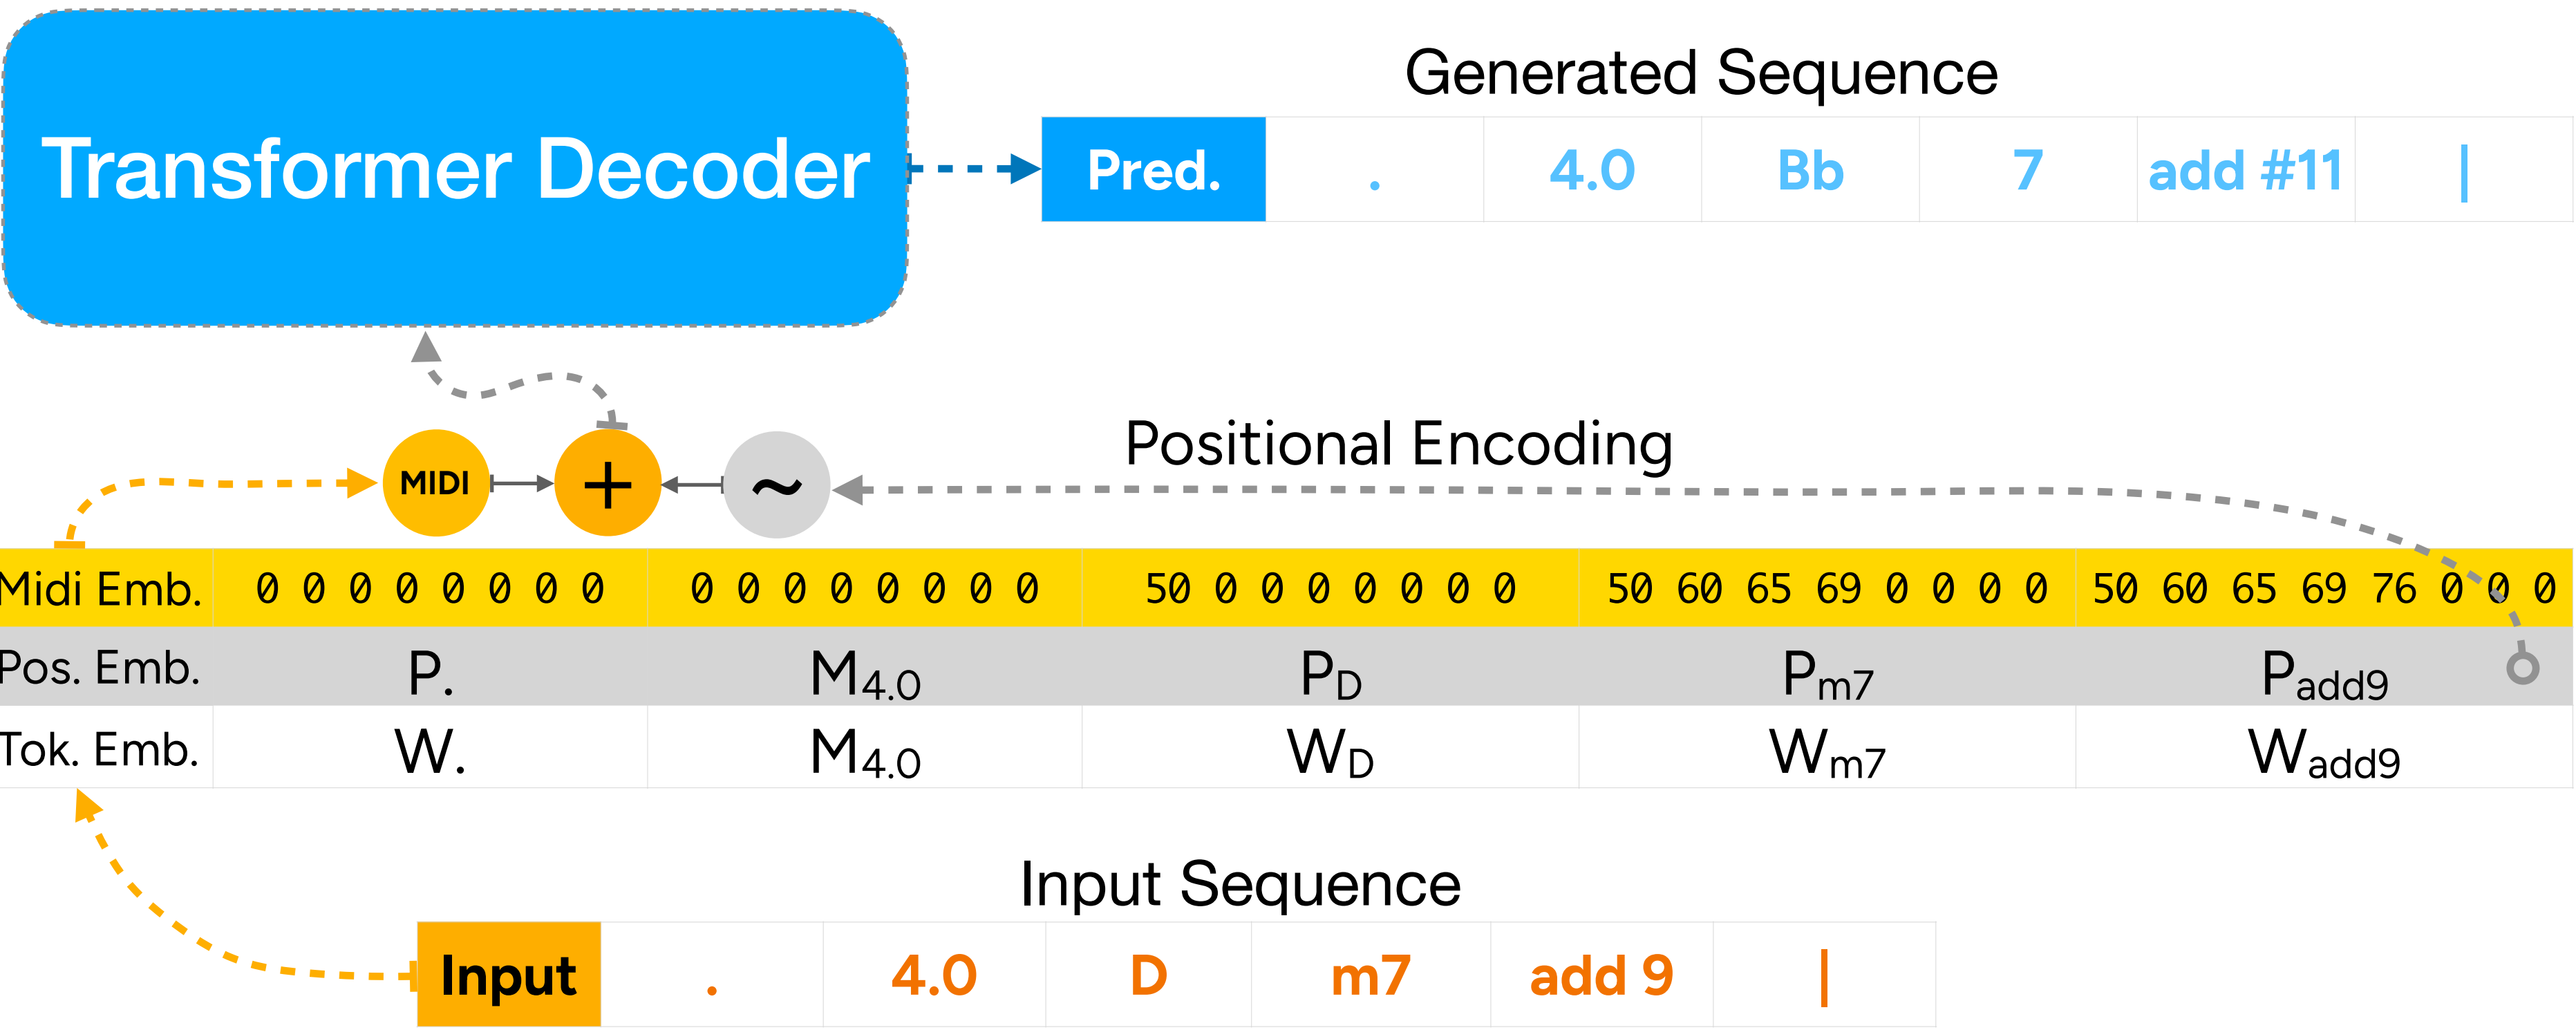 Transformer Decoder
Generated Sequence
Pred. . 4.0 Bb 7 add #11 |
Positional Encoding
MIDI + ~
Midi Emb. 0 0 0 0 0 0 0 0 0 0 0 0 0 0 0 0 50 0 0 0 0 0 0 0 50 60 65 69 0 0 0 0 50 60 65 69 76 0 0 0
Pos. Emb. P. M4.0 PD Pm7 Padd9
Tok. Emb. W. M4.0 WD Wm7 Wadd9
Input Sequence
Input . 4.0 D m7 add 9 |